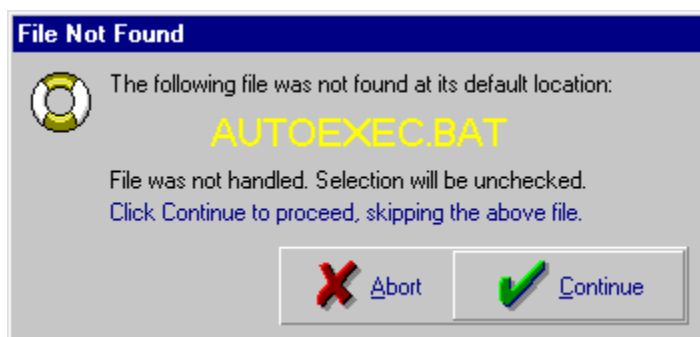 File Not Found
The following file was not found at its default location:
AUTOEXEC.BAT
File was not handled. Selection will be unchecked.
Click Continue to proceed, skipping the above file.
Abort
Continue